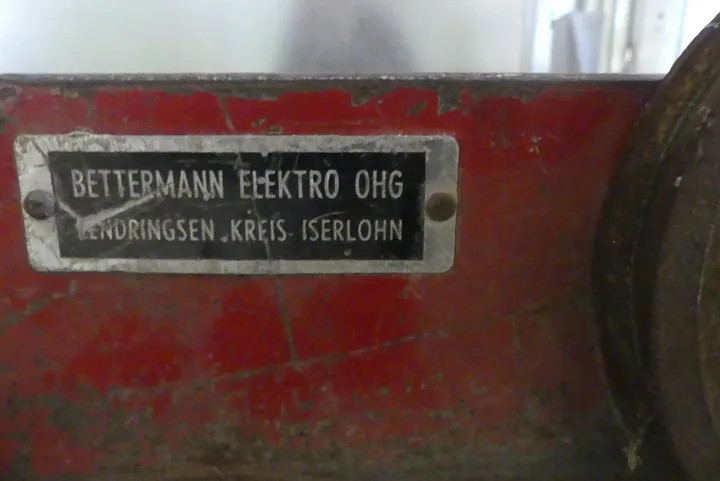 BETTERMANN ELEKTRO OHG
LENDRINGSEN KREIS ISERLOHN